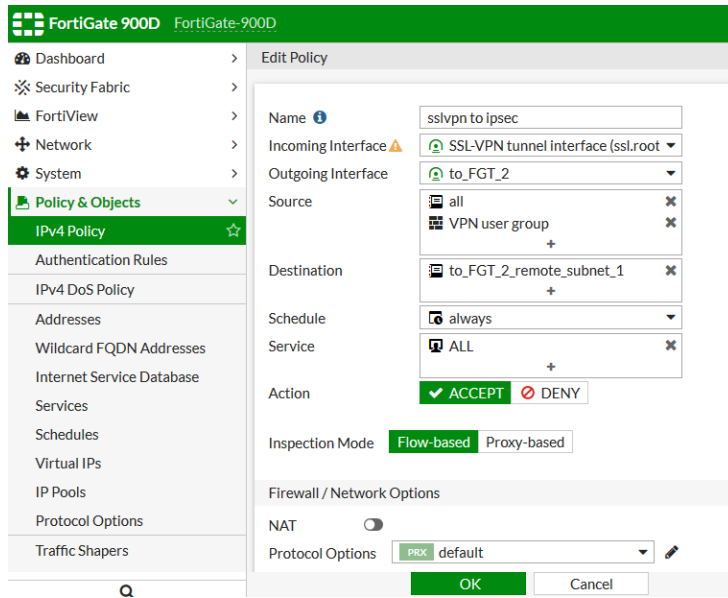 FortiGate 900D FortiGate-900D
Dashboard
Security Fabric
FortiView
Network
System
Policy & Objects
IPv4 Policy
Authentication Rules
IPv4 DoS Policy
Addresses
Wildcard FQDN Addresses
Internet Service Database
Services
Schedules
Virtual IPs
IP Pools
Protocol Options
Traffic Shapers
Edit Policy
Name sslvpn to ipsec
Incoming Interface SSL-VPN tunnel interface (ssl.root
Outgoing Interface to_FGT_2
Source all
VPN user group
+
Destination to_FGT_2_remote_subnet_1
+
Schedule always
Service ALL
+
Action ACCEPT DENY
Inspection Mode Flow-based Proxy-based
Firewall / Network Options
NAT
Protocol Options PRX default
OK Cancel